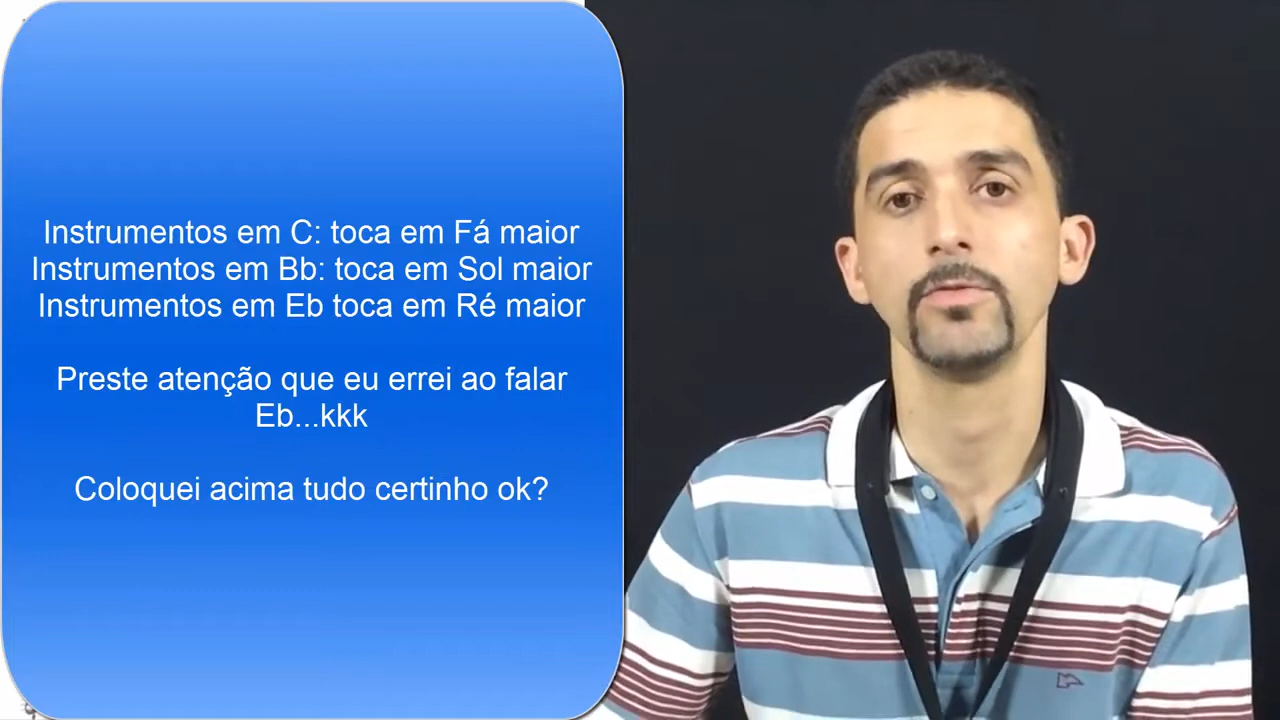 Instrumentos em C: toca em Fá maior
Instrumentos em Bb: toca em Sol maior
Instrumentos em Eb toca em Ré maior
Preste atenção que eu errei ao falar
Eb...kkk
Coloquei acima tudo certinho ok?